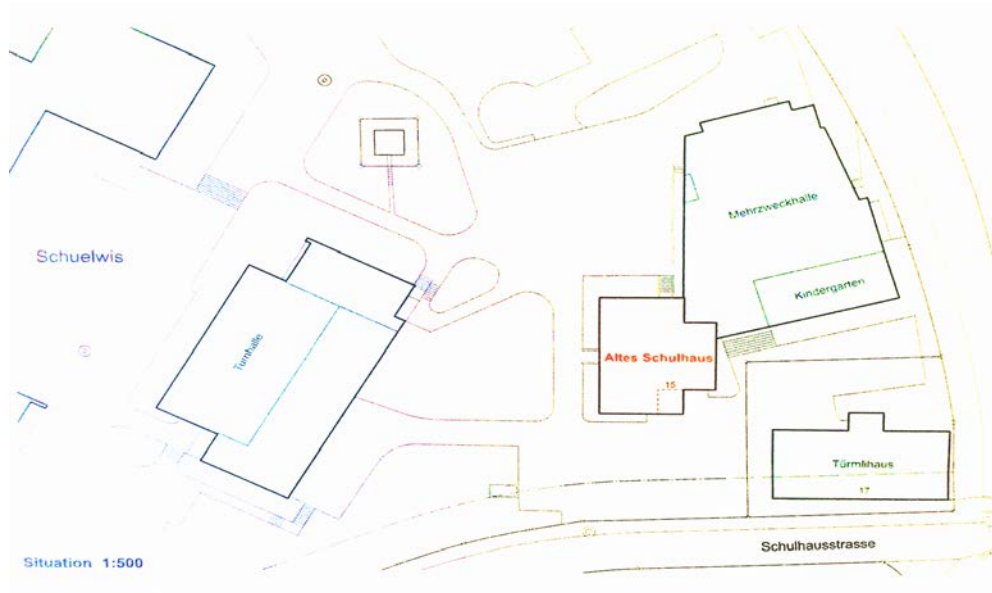 Schuelwis
Turnhalle
Mehrzweckhalle
Kindergarten
Altes Schulhaus
15
Türmlihaus
17
Schulhausstrasse
Situation 1:500